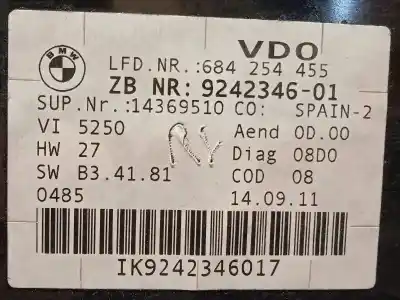 BMW
VDO
LFD.NR.:684 254 455
ZB NR: 9242346-01
SUP.Nr.:14369510 CO: SPAIN-2
VI 5250 Aend 0D.00
HW 27 Diag 08D0
SW B3.41.81 COD 08
0485 14.09.11
IK9242346017